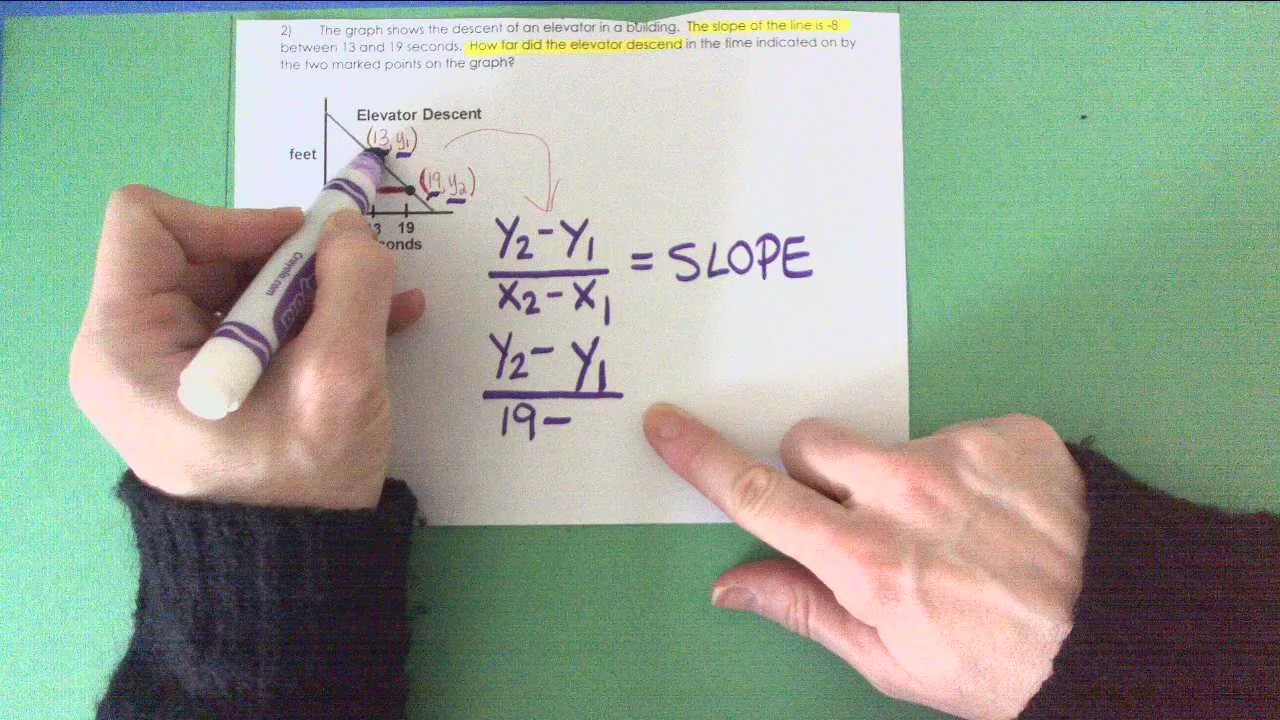 2) The graph shows the descent of an elevator in a building. The slope of the line is -8
between 13 and 19 seconds. How far did the elevator descend in the time indicated on by
the two marked points on the graph?
Elevator Descent
(13, y₁)
feet
(19, y₂)
19
y₂ - y₁
= SLOPE
x₂ - x₁
y₂ - y₁
19 -
Crayola.com